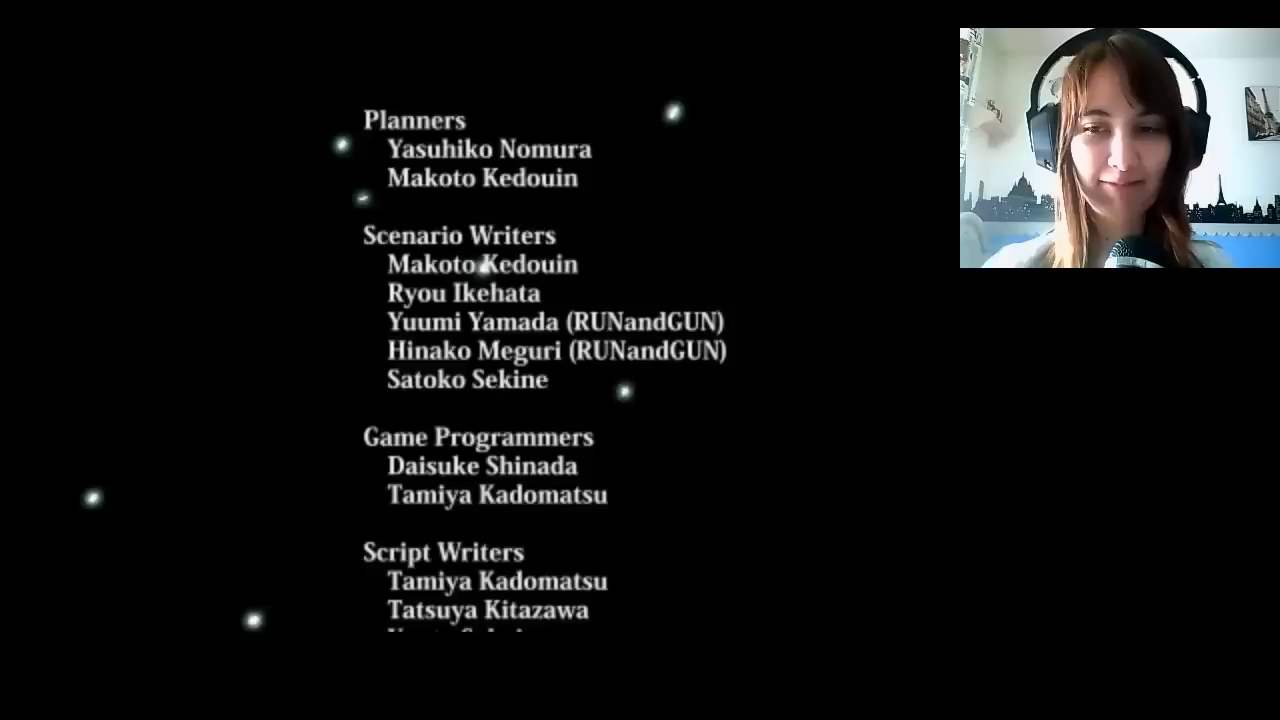 Planners
Yasuhiko Nomura
Makoto Kedouin
Scenario Writers
Makoto Kedouin
Ryou Ikehata
Yuumi Yamada (RUNandGUN)
Hinako Meguri (RUNandGUN)
Satoko Sekine
Game Programmers
Daisuke Shinada
Tamiya Kadomatsu
Script Writers
Tamiya Kadomatsu
Tatsuya Kitazawa